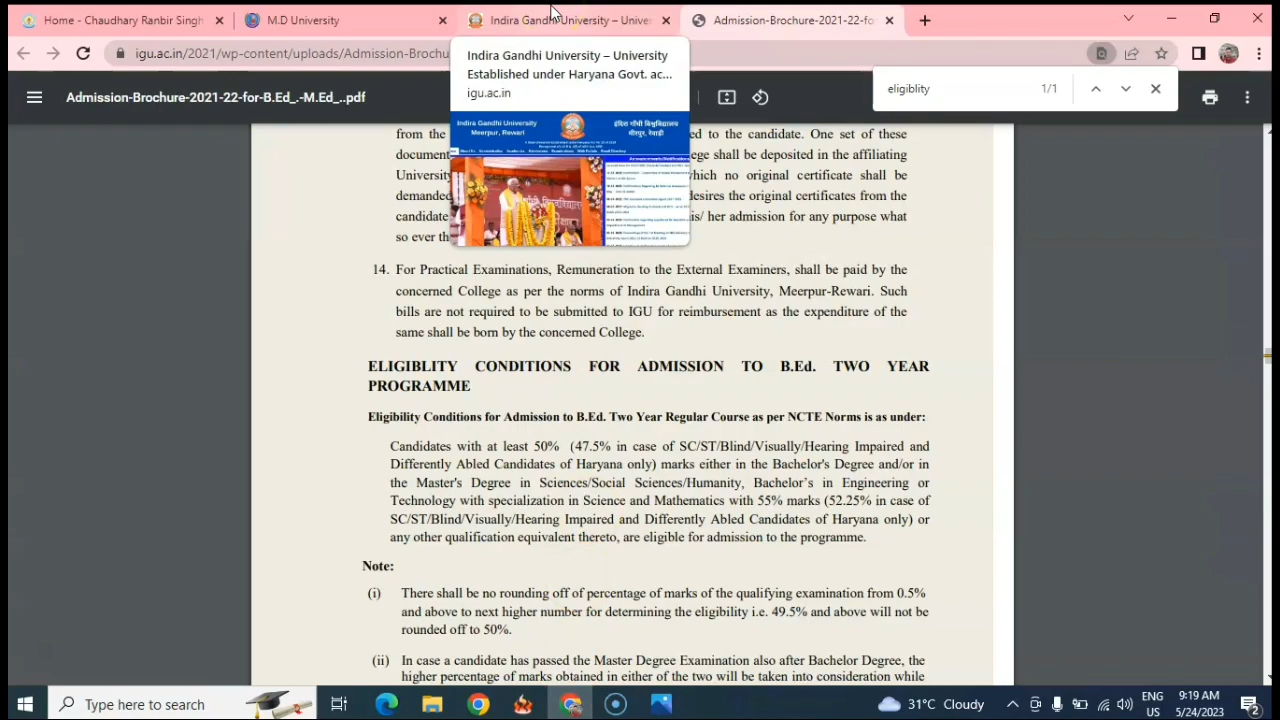 Home - Chaudhary Ranbir Singh
M.D University
Indira Gandhi University – Unive
Admission-Brochure-2021-22-fo
igu.ac.in/2021/wp-content/uploads/Admission-Brochu
Indira Gandhi University – University
Established under Haryana Govt. ac...
igu.ac.in
Admission-Brochure-2021-22-for-B.Ed_.-M.Ed_.pdf
eligiblity 1/1
Indira Gandhi University
Meerpur, Rewari
इंदिरा गाँधी विश्वविद्यालय
मीरपुर, रेवाड़ी
Announcements/Notifications
from the ed to the candidate. One set of these
ege shall be deposited in the affiliating
hich no original certificate shall be
desires the original certificates from
is/ her admission for any purpose what
14. For Practical Examinations, Remuneration to the External Examiners, shall be paid by the
concerned College as per the norms of Indira Gandhi University, Meerpur-Rewari. Such
bills are not required to be submitted to IGU for reimbursement as the expenditure of the
same shall be born by the concerned College.
ELIGIBLITY CONDITIONS FOR ADMISSION TO B.Ed. TWO YEAR
PROGRAMME
Eligibility Conditions for Admission to B.Ed. Two Year Regular Course as per NCTE Norms is as under:
Candidates with at least 50% (47.5% in case of SC/ST/Blind/Visually/Hearing Impaired and
Differently Abled Candidates of Haryana only) marks either in the Bachelor's Degree and/or in
the Master's Degree in Sciences/Social Sciences/Humanity, Bachelor's in Engineering or
Technology with specialization in Science and Mathematics with 55% marks (52.25% in case of
SC/ST/Blind/Visually/Hearing Impaired and Differently Abled Candidates of Haryana only) or
any other qualification equivalent thereto, are eligible for admission to the programme.
Note:
(i) There shall be no rounding off of percentage of marks of the qualifying examination from 0.5%
and above to next higher number for determining the eligibility i.e. 49.5% and above will not be
rounded off to 50%.
(ii) In case a candidate has passed the Master Degree Examination also after Bachelor Degree, the
higher percentage of marks obtained in either of the two will be taken into consideration while
Type here to search
31°C Cloudy
ENG
US
9:19 AM
5/24/2023
2